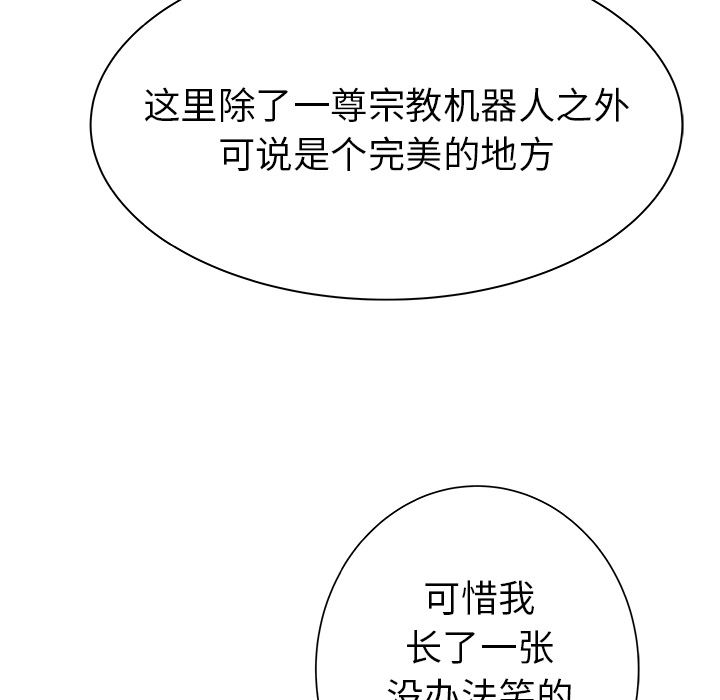 这里除了一尊宗教机器人之外
可说是个完美的地方
可惜我
长了一张
没办法笑的